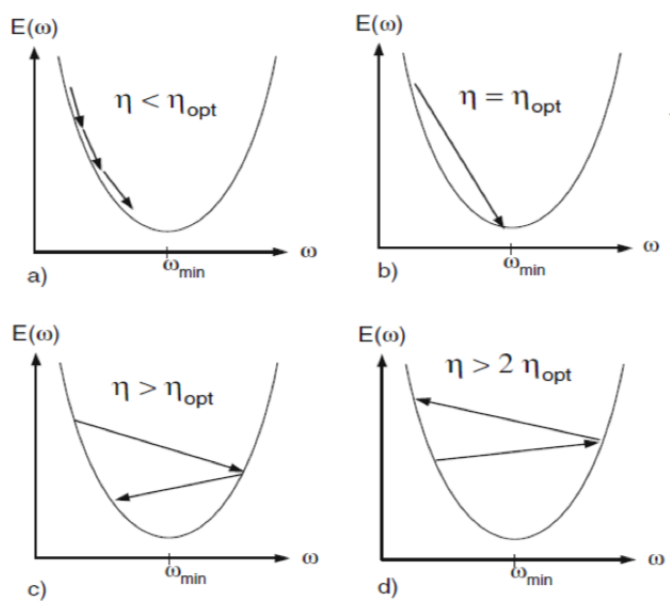 E(ω)
η < η_opt
ω
ω_min
a)
E(ω)
η = η_opt
ω
ω_min
b)
E(ω)
η > η_opt
ω
ω_min
c)
E(ω)
η > 2 η_opt
ω
ω_min
d)